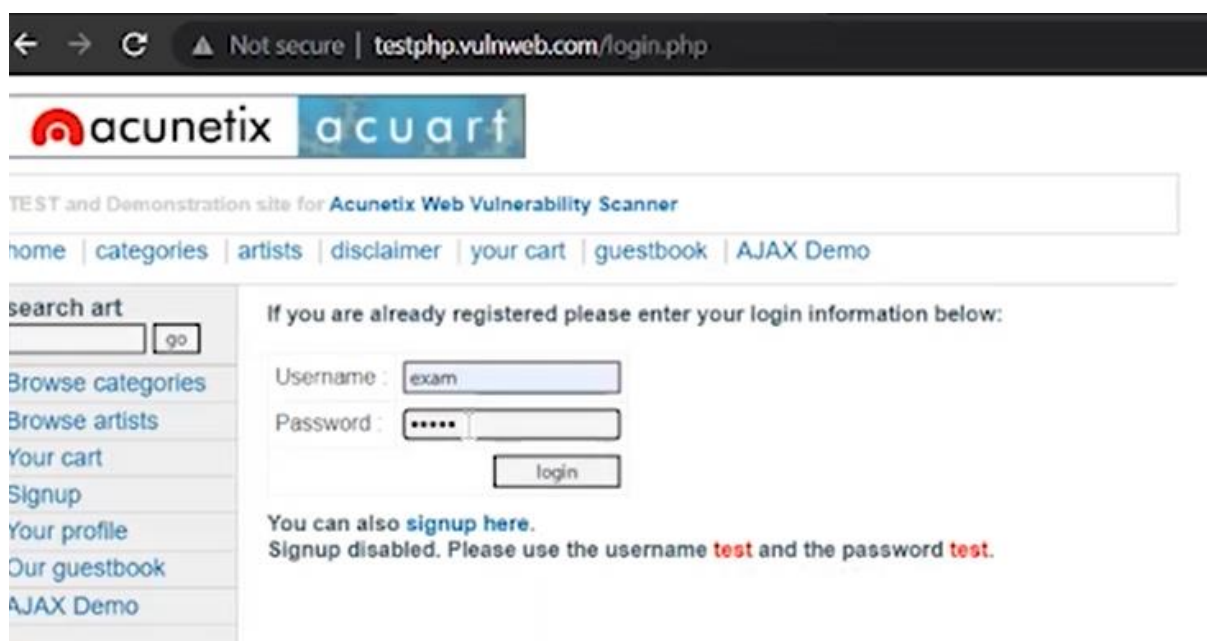 Not secure | testphp.vulnweb.com/login.php
acunetix acuart
TEST and Demonstration site for Acunetix Web Vulnerability Scanner
home | categories | artists | disclaimer | your cart | guestbook | AJAX Demo
search art
go
Browse categories
Browse artists
Your cart
Signup
Your profile
Our guestbook
AJAX Demo
If you are already registered please enter your login information below:
Username : exam
Password : •••••
login
You can also signup here.
Signup disabled. Please use the username test and the password test.